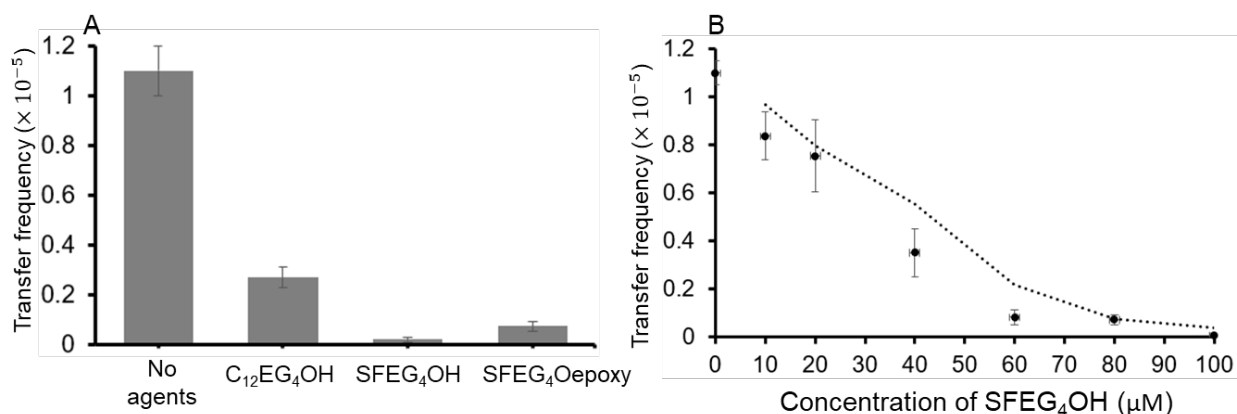 A
Transfer frequency (× 10⁻⁵)
1.2
1
0.8
0.6
0.4
0.2
0
No
agents
C₁₂EG₄OH
SFEG₄OH
SFEG₄Oepoxy
B
Transfer frequency (× 10⁻⁵)
1.2
1
0.8
0.6
0.4
0.2
0
0 10 20 30 40 50 60 70 80 90 100
Concentration of SFEG₄OH (μM)